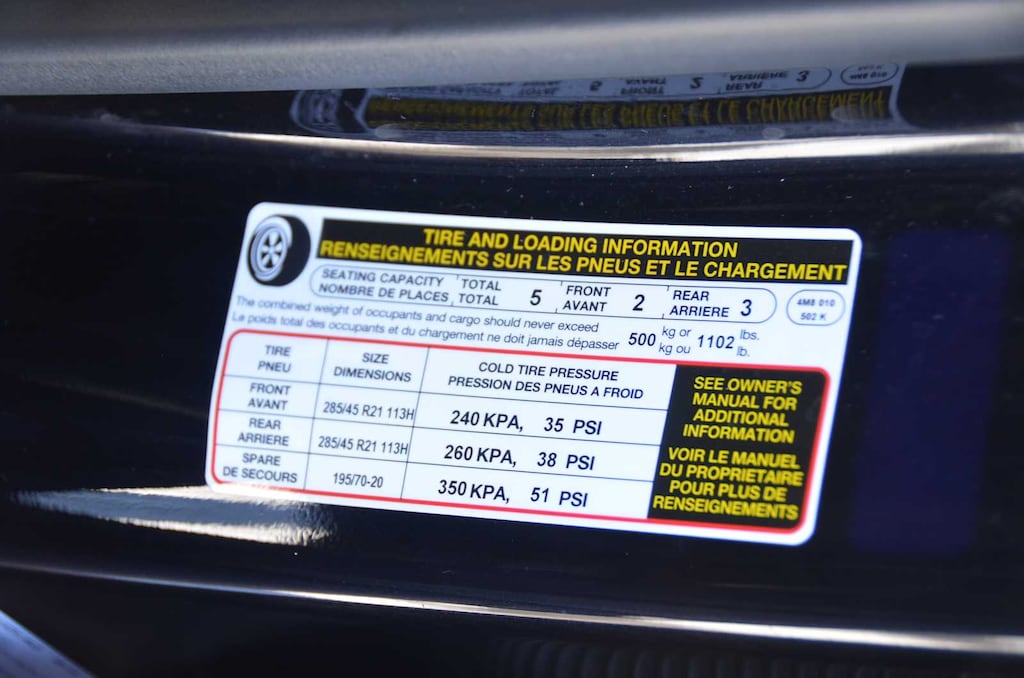 TIRE AND LOADING INFORMATION
RENSEIGNEMENTS SUR LES PNEUS ET LE CHARGEMENT
SEATING CAPACITY TOTAL 5 FRONT 2 REAR 3
NOMBRE DE PLACES TOTAL AVANT ARRIERE
4M8 010
502 K
The combined weight of occupants and cargo should never exceed 500 kg or 1102 lbs.
Le poids total des occupants et du chargement ne doit jamais dépasser kg ou lb.
TIRE SIZE COLD TIRE PRESSURE
PNEU DIMENSIONS PRESSION DES PNEUS A FROID
FRONT
AVANT 285/45 R21 113H 240 KPA, 35 PSI
REAR
ARRIERE 285/45 R21 113H 260 KPA, 38 PSI
SPARE
DE SECOURS 195/70-20 350 KPA, 51 PSI
SEE OWNER'S
MANUAL FOR
ADDITIONAL
INFORMATION
VOIR LE MANUEL
DU PROPRIETAIRE
POUR PLUS DE
RENSEIGNEMENTS